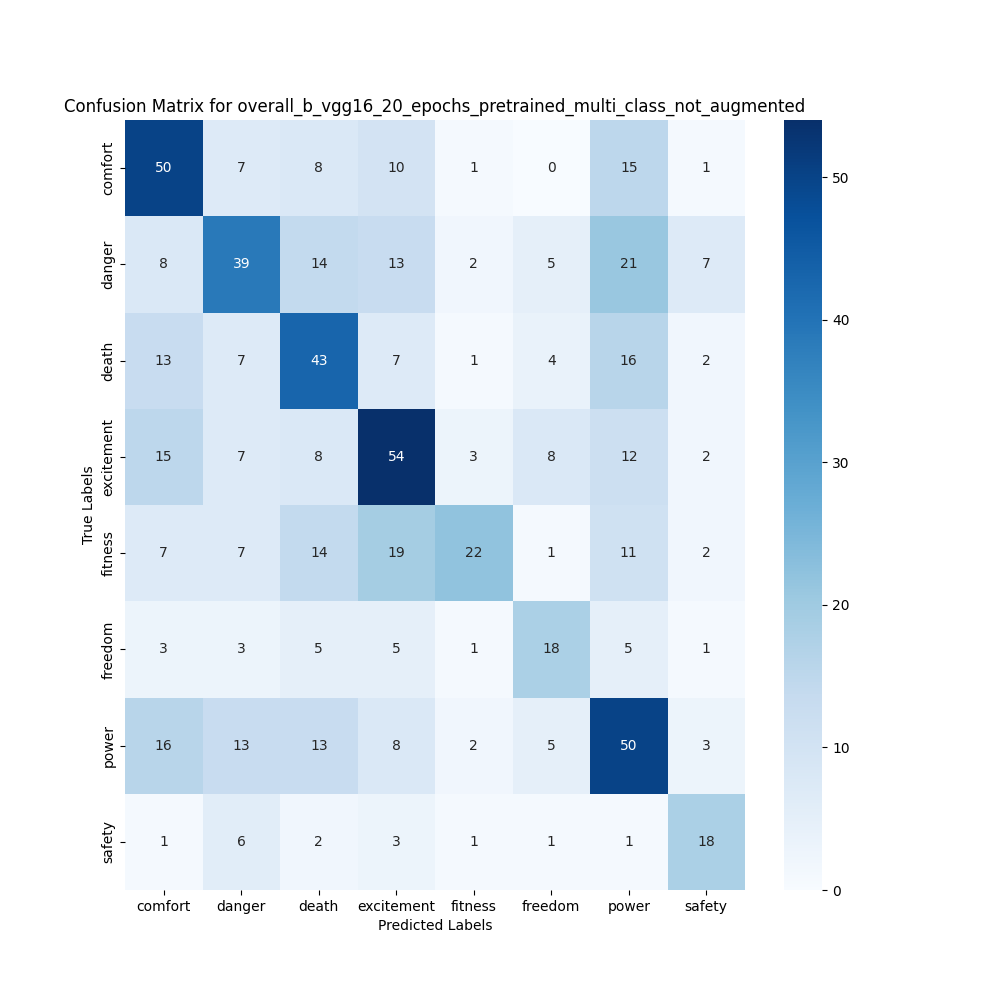 Confusion Matrix for overall_b_vgg16_20_epochs_pretrained_multi_class_not_augmented
True Labels
comfort 50 7 8 10 1 0 15 1
danger 8 39 14 13 2 5 21 7
death 13 7 43 7 1 4 16 2
excitement 15 7 8 54 3 8 12 2
fitness 7 7 14 19 22 1 11 2
freedom 3 3 5 5 1 18 5 1
power 16 13 13 8 2 5 50 3
safety 1 6 2 3 1 1 1 18
comfort danger death excitement fitness freedom power safety
Predicted Labels
50
40
30
20
10
0